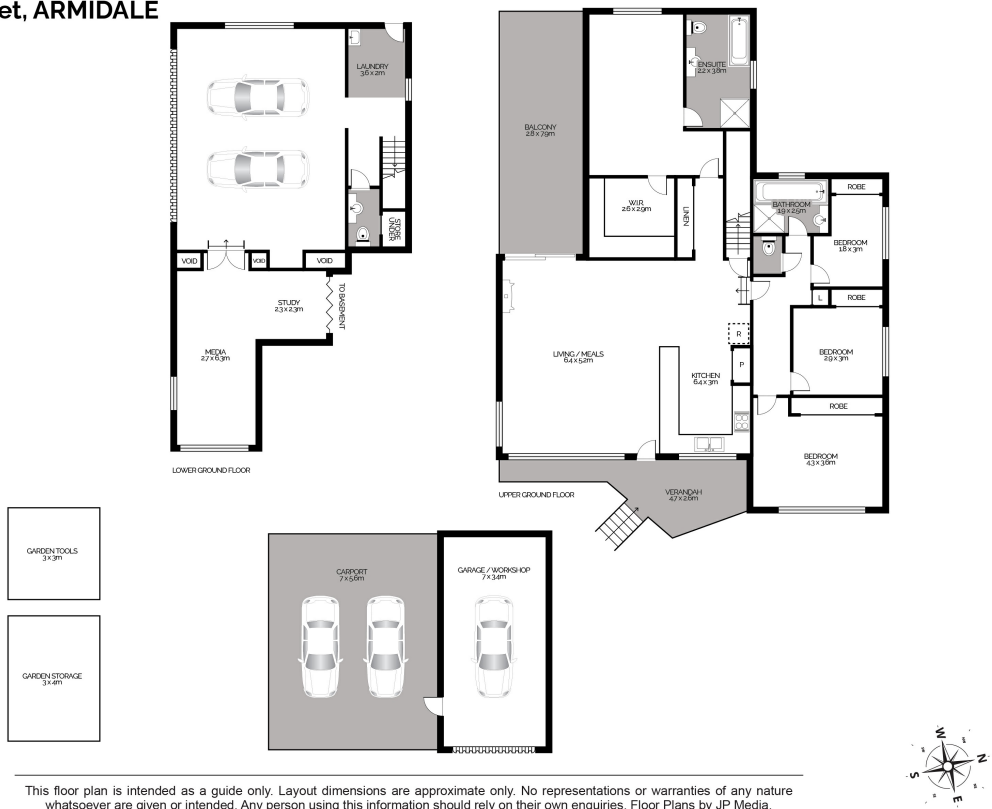 et, ARMIDALE
LAUNDRY
3.6 x 2m
STORE
UNDER
VOID
VOID
VOID
STUDY
2.3 x 2.3m
TO BASEMENT
MEDIA
2.7 x 6.3m
LOWER GROUND FLOOR
BALCONY
2.8 x 7.9m
ENSUITE
2.2 x 3.8m
W.I.R
2.6 x 2.9m
LINEN
BATHROOM
1.9 x 2.5m
ROBE
BEDROOM
1.8 x 3m
L
ROBE
BEDROOM
2.9 x 3m
ROBE
BEDROOM
4.3 x 3.6m
R
P
LIVING / MEALS
6.4 x 5.2m
KITCHEN
6.4 x 3m
VERANDAH
4.7 x 2.6m
UPPER GROUND FLOOR
GARDEN TOOLS
3 x 3m
GARDEN STORAGE
3 x 4m
CARPORT
7 x 5.6m
GARAGE / WORKSHOP
7 x 3.4m
W
N
S
E
This floor plan is intended as a guide only. Layout dimensions are approximate only. No representations or warranties of any nature
whatsoever are given or intended. Any person using this information should rely on their own enquiries. Floor Plans by JP Media.